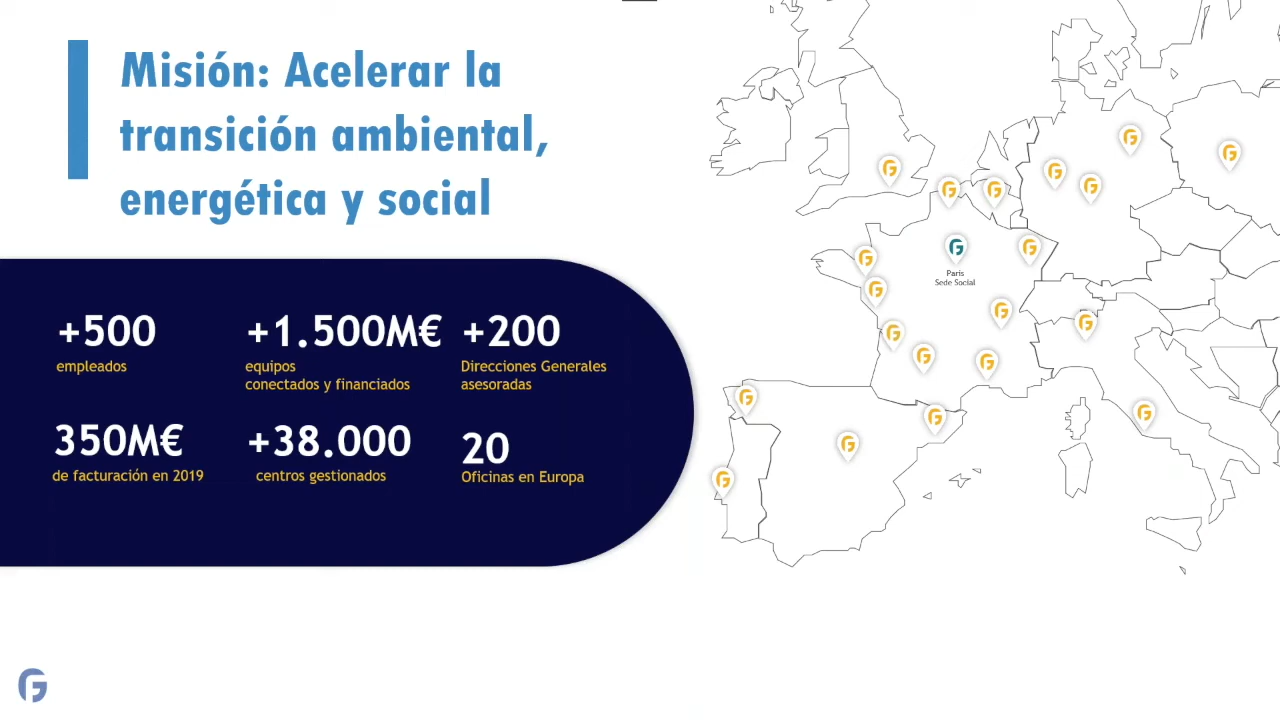 Misión: Acelerar la
transición ambiental,
energética y social
+500
empleados
+1.500M€
equipos
conectados y financiados
+200
Direcciones Generales
asesoradas
350M€
de facturación en 2019
+38.000
centros gestionados
20
Oficinas en Europa
Paris
Sede Social